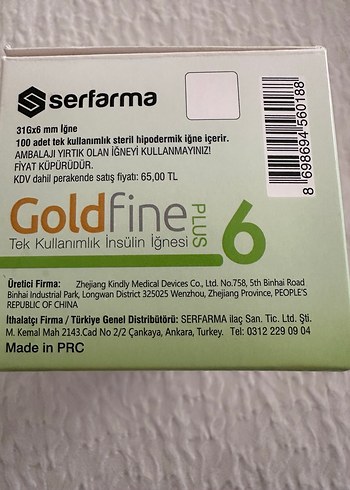 serfarma
31Gx6 mm İğne
100 adet tek kullanımlık steril hipodermik iğne içerir.
AMBALAJI YIRTIK OLAN İĞNEYİ KULLANMAYINIZ!
FİYAT KÜPÜRÜDÜR.
KDV dahil perakende satış fiyatı: 65,00 TL
8 698694 560188
Goldfine PLUS 6
Tek Kullanımlık İnsülin İğnesi
Üretici Firma: Zhejiang Kindly Medical Devices Co., Ltd. No.758, 5th Binhai Road
Binhai Industrial Park, Longwan District 325025 Wenzhou, Zhejiang Province, PEOPLE'S
REPUBLIC OF CHINA
İthalatçı Firma / Türkiye Genel Distribütörü: SERFARMA ilaç San. Tic. Ltd. Şti.
M. Kemal Mah 2143.Cad No 2/2 Çankaya, Ankara, Turkey. Tel: 0312 229 09 04
Made in PRC